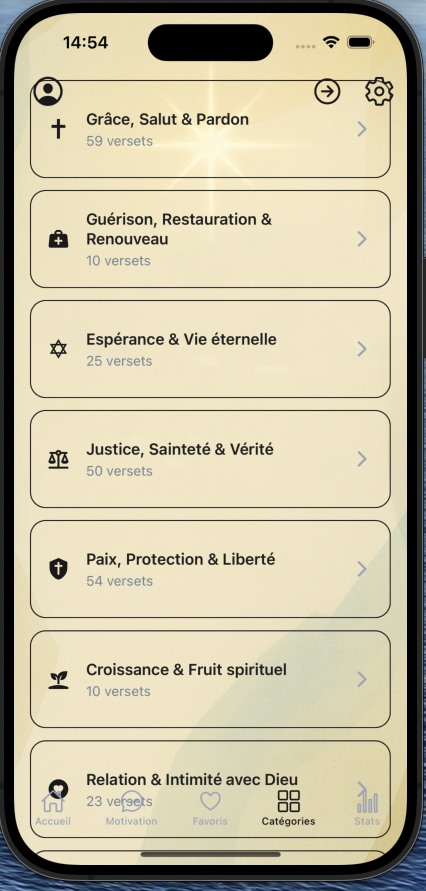 14:54
Grâce, Salut & Pardon
59 versets
Guérison, Restauration &
Renouveau
10 versets
Espérance & Vie éternelle
25 versets
Justice, Sainteté & Vérité
50 versets
Paix, Protection & Liberté
54 versets
Croissance & Fruit spirituel
10 versets
Relation & Intimité avec Dieu
23 versets
Accueil
Motivation
Favoris
Catégories
Stats